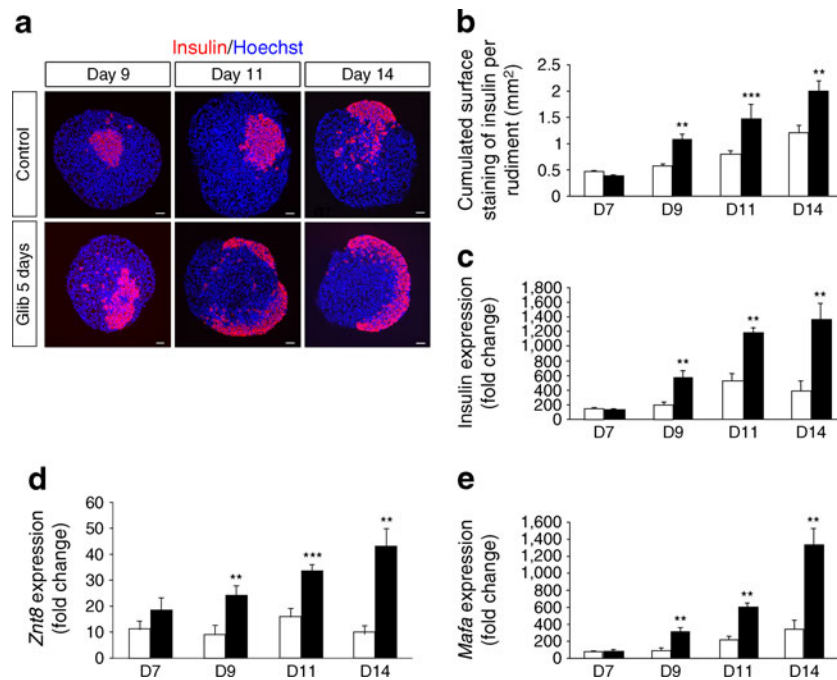 a
Insulin/Hoechst
Day 9 Day 11 Day 14
Control
Glib 5 days
b
Cumulated surface
staining of insulin per
rudiment (mm²)
2.5
2
1.5
1
0.5
0
** *** **
D7 D9 D11 D14
c
Insulin expression
(fold change)
1,800
1,600
1,400
1,200
1,000
800
600
400
200
** ** **
D7 D9 D11 D14
d
Znt8 expression
(fold change)
60
50
40
30
20
10
0
** *** **
D7 D9 D11 D14
e
Mafa expression
(fold change)
1,600
1,400
1,200
1,000
800
600
400
200
** ** **
D7 D9 D11 D14